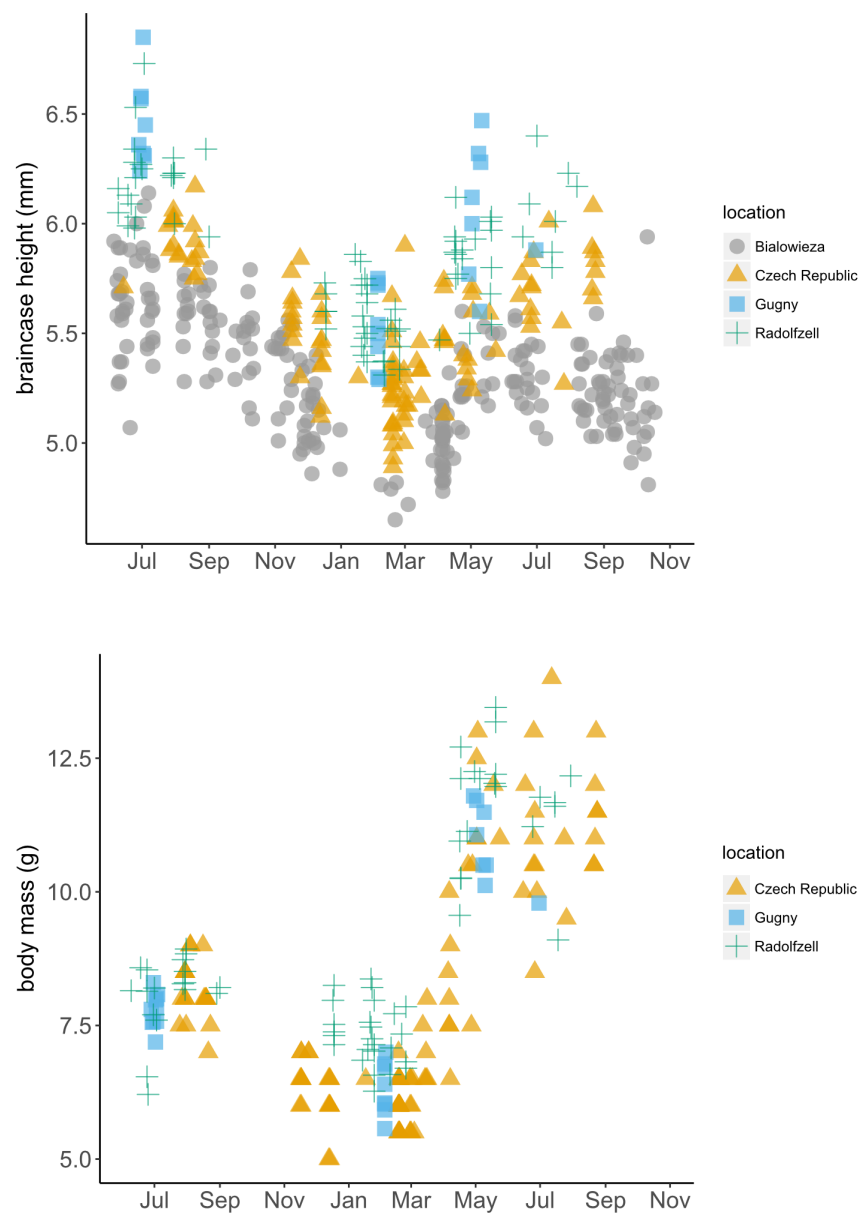 braincase height (mm)
6.5
6.0
5.5
5.0
Jul Sep Nov Jan Mar May Jul Sep Nov
location
Bialowieza
Czech Republic
Gugny
Radolfzell
body mass (g)
12.5
10.0
7.5
5.0
Jul Sep Nov Jan Mar May Jul Sep Nov
location
Czech Republic
Gugny
Radolfzell